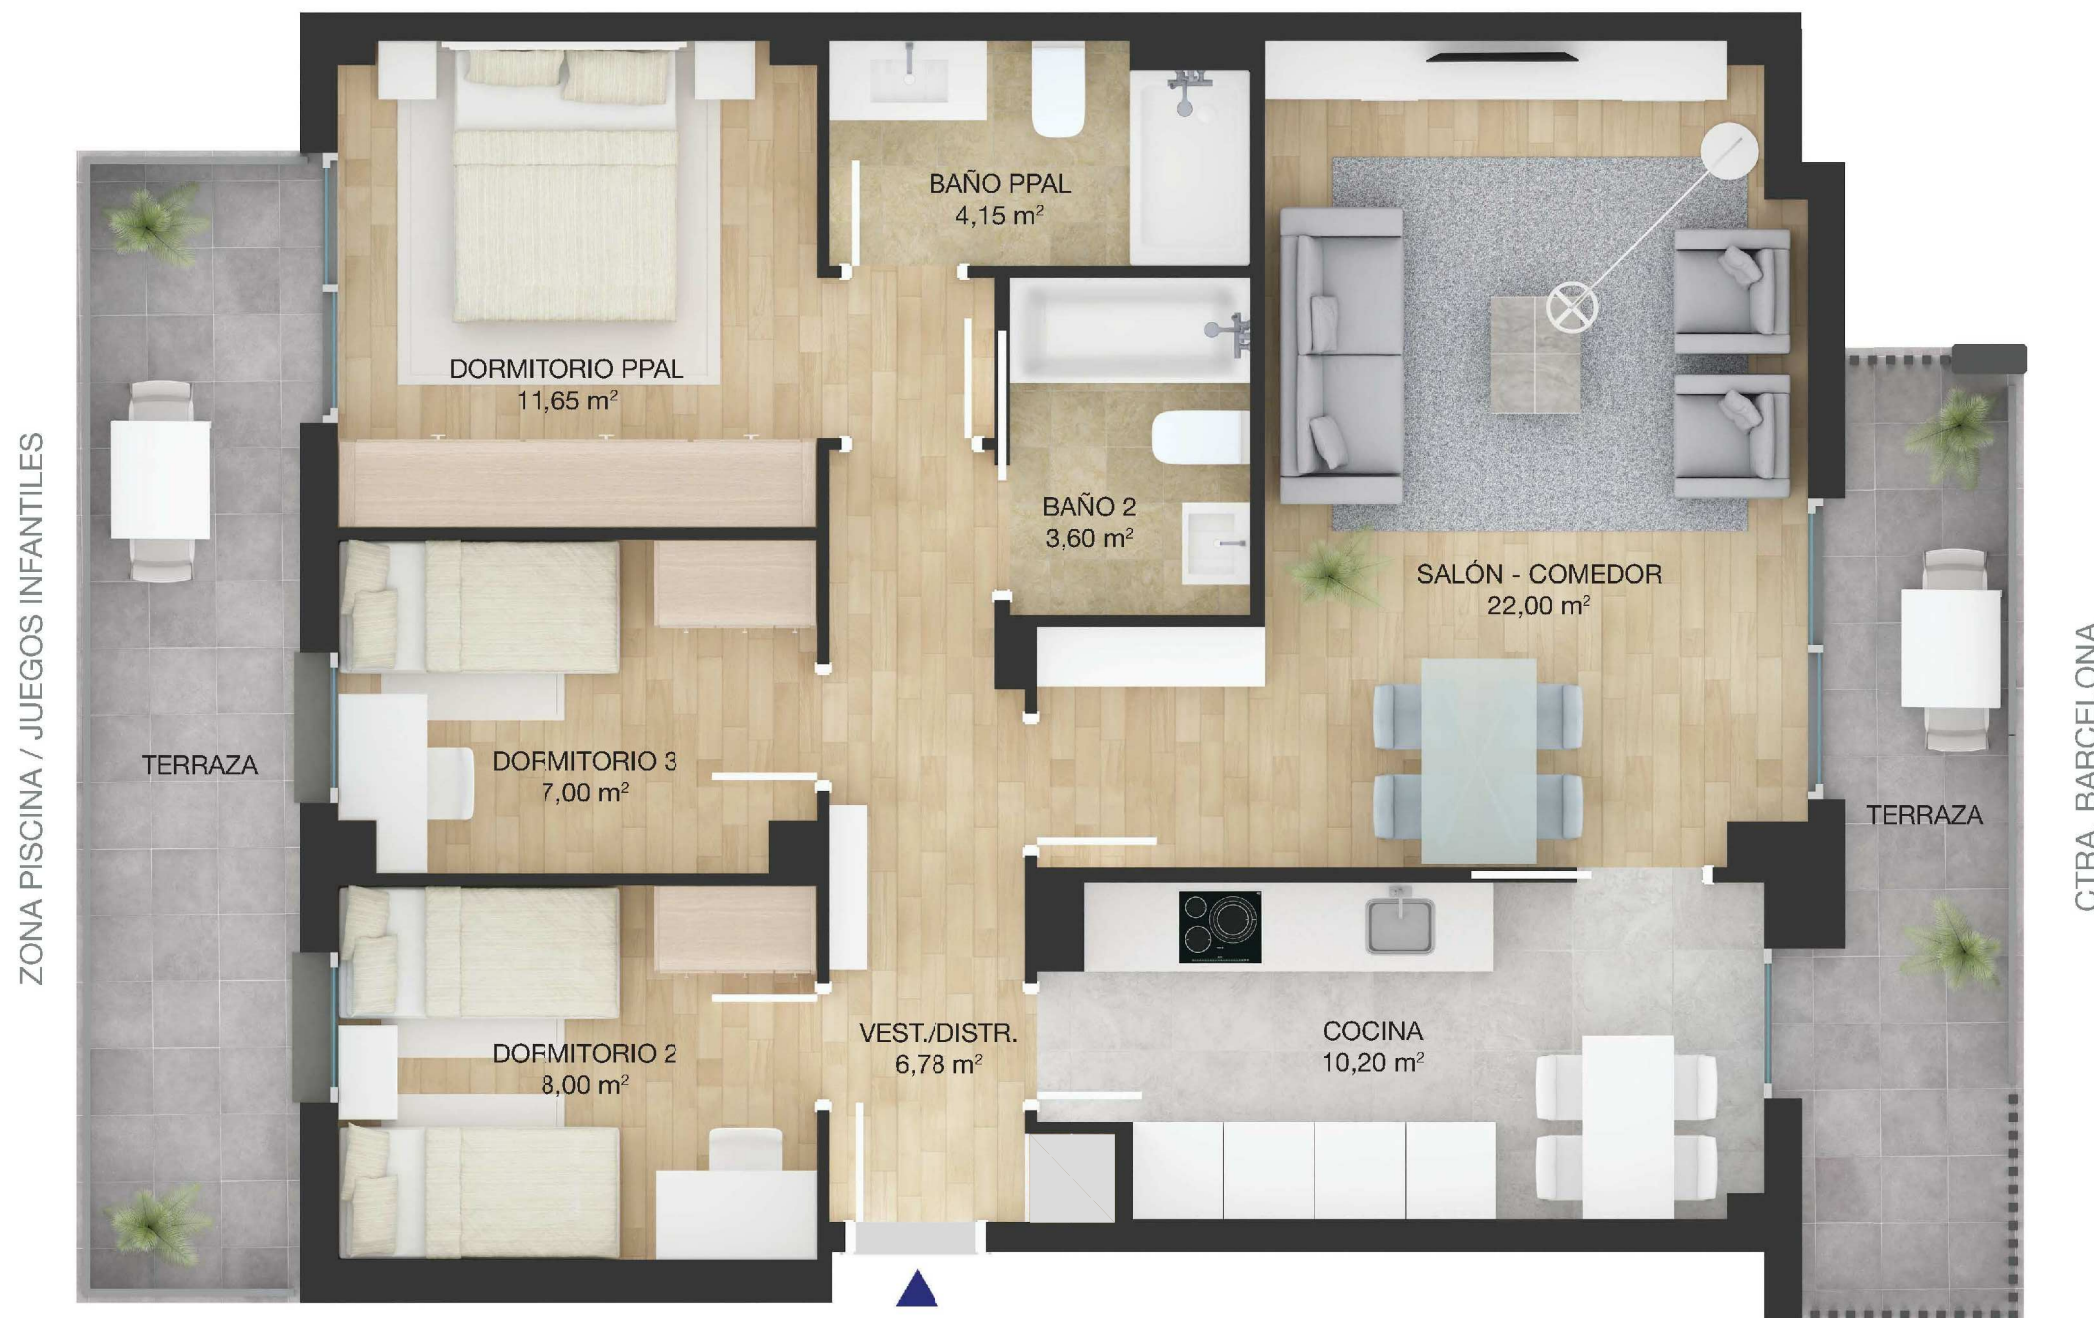 ZONA PISCINA / JUEGOS INFANTILES
TERRAZA
DORMITORIO PPAL
11,65 m²
BAÑO PPAL
4,15 m²
BAÑO 2
3,60 m²
SALÓN - COMEDOR
22,00 m²
DORMITORIO 3
7,00 m²
DORMITORIO 2
8,00 m²
VEST./DISTR.
6,78 m²
COCINA
10,20 m²
TERRAZA
CTRA. BARCELONA